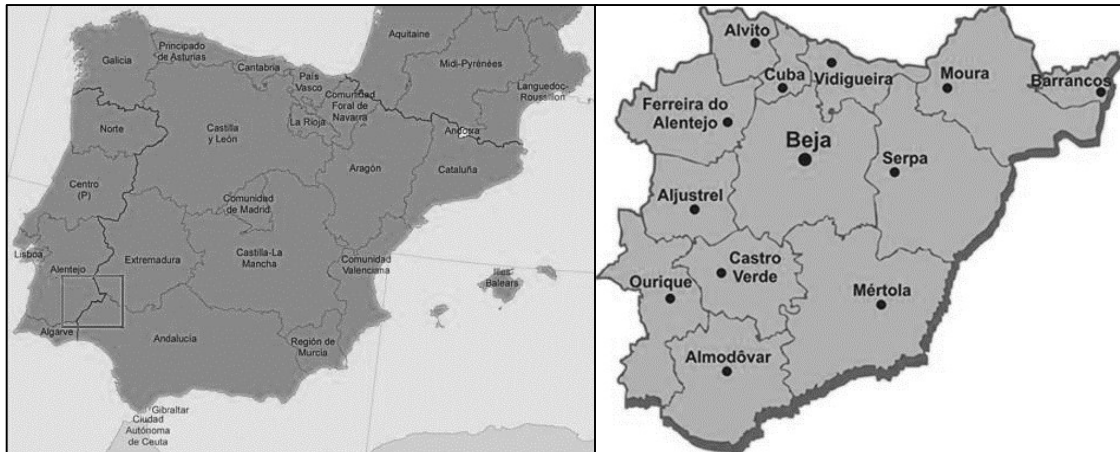 Aquitaine
Principado
de Asturias
Galicia
Cantabria
País
Vasco
Midi-Pyrénées
Languedoc-
Roussillon
Comunidad
Foral de
Navarra
La Rioja
Norte
Castilla
y León
Andorra
Aragón
Cataluña
Centro
(P)
Comunidad
de Madrid
Lisboa
Alentejo
Extremadura
Castilla-La
Mancha
Comunidad
Valenciana
Illes
Balears
Algarve
Andalucía
Región de
Murcia
Gibraltar
Ciudad
Autónoma
de Ceuta
Alvito
Cuba
Vidigueira
Moura
Barrancos
Ferreira do
Alentejo
Beja
Serpa
Aljustrel
Castro
Verde
Ourique
Mértola
Almodôvar